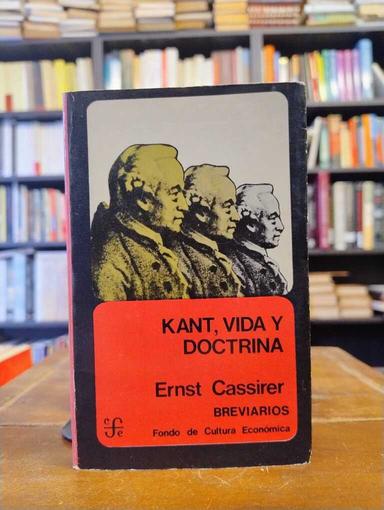 KANT, VIDA Y
DOCTRINA
Ernst Cassirer
BREVIARIOS
Fondo de Cultura Económica